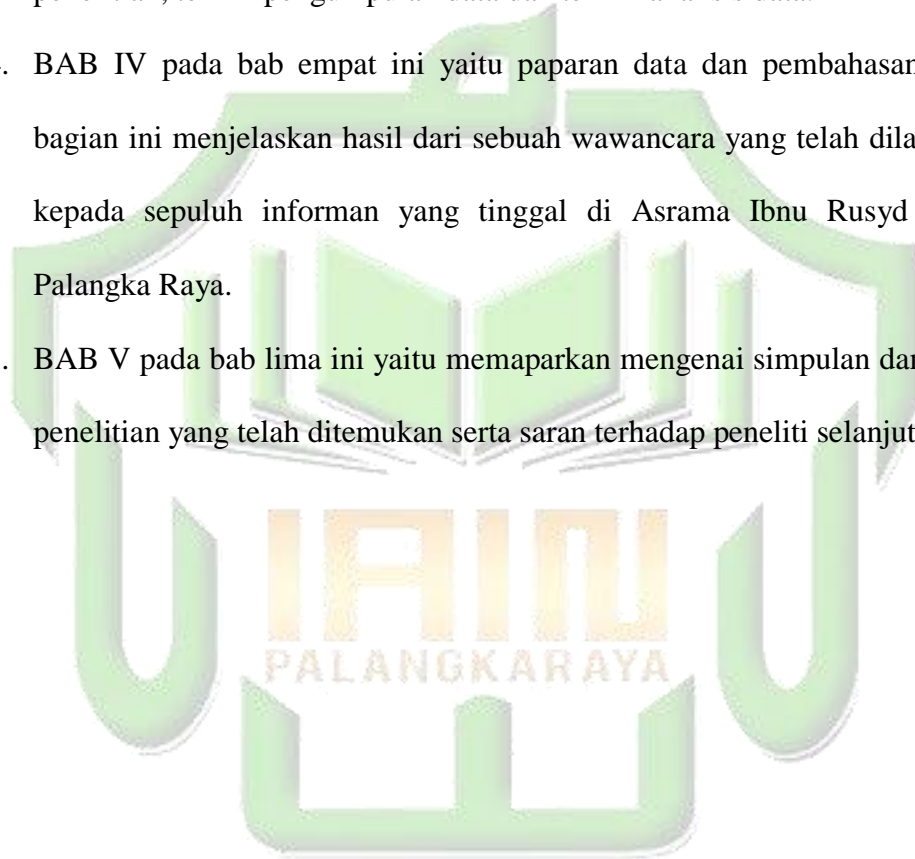 . BAB IV pada bab empat ini yaitu paparan data dan pembahasan
bagian ini menjelaskan hasil dari sebuah wawancara yang telah dila
kepada sepuluh informan yang tinggal di Asrama Ibnu Rusyd
Palangka Raya.
. BAB V pada bab lima ini yaitu memaparkan mengenai simpulan dar
penelitian yang telah ditemukan serta saran terhadap peneliti selanjut
IAIN
PALANGKARAYA